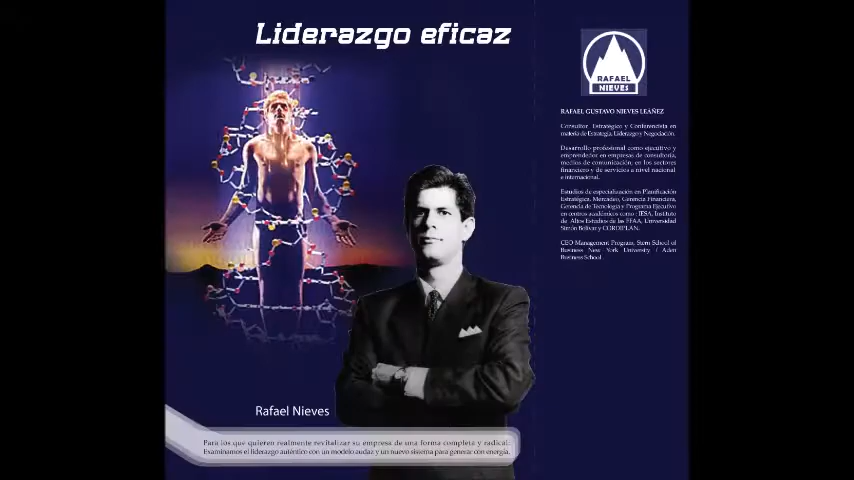 Liderazgo eficaz
RAFAEL
NIEVES
RAFAEL GUSTAVO NIEVES LEAÑEZ
Consultor Estratégico y Conferencista en
materia de Estrategia, Liderazgo y Negociación.
Desarrollo profesional como ejecutivo y
emprendedor en empresas de consultoría,
medios de comunicación, en los sectores
financiero y de servicios a nivel nacional
e internacional.
Estudios de especialización en Planificación
Estratégica, Mercadeo, Gerencia Financiera,
Gerencia de Tecnología y Programa Ejecutivo
en centros académicos como : IESA, Instituto
de Altos Estudios de las FFAA, Universidad
Simón Bolívar y CORDIPLAN.
CEO Management Program, Stern School of
Business New York University / Aden
Business School.
Rafael Nieves
Para los que quieren realmente revitalizar su empresa de una forma completa y radical.
Examinamos el liderazgo auténtico con un modelo audaz y un nuevo sistema para generar con energía.